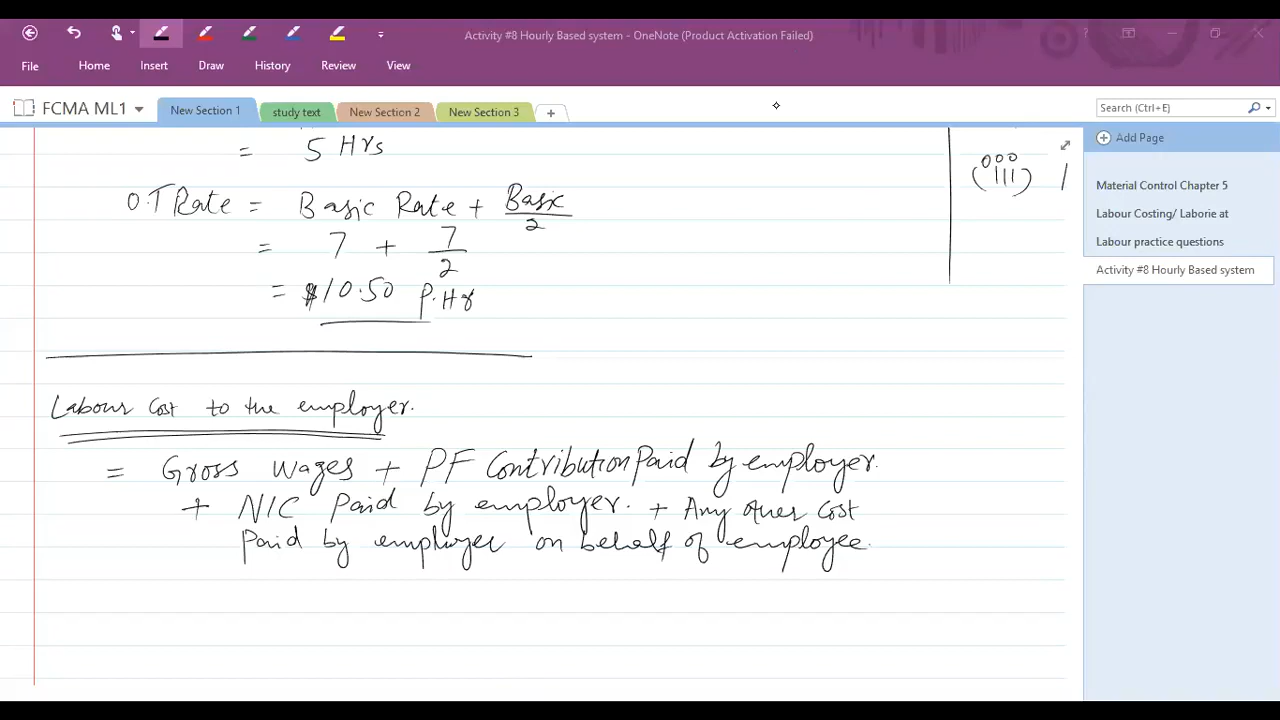 Activity #8 Hourly Based system - OneNote (Product Activation Failed)
File Home Insert Draw History Review View
FCMA ML1 New Section 1 study text New Section 2 New Section 3
Search (Ctrl+E)
Add Page
Material Control Chapter 5
Labour Costing/ Laborie at
Labour practice questions
Activity #8 Hourly Based system
= 5 Hrs
000
(111) /
O.T Rate = Basic Rate + Basic/2
= 7 + 7/2
= $10.50 P.Hr
Labour Cost to the employer.
= Gross Wages + PF Contribution Paid by employer.
+ NIC Paid by employer. + Any other cost
Paid by employer on behalf of employee.